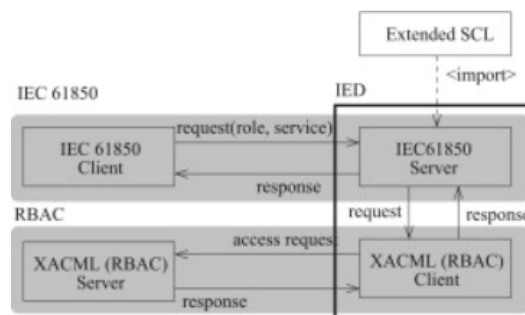 Extended SCL
<import>
IEC 61850
IED
request(role, service)
IEC 61850
Client
IEC61850
Server
response
RBAC
request
response
access request
XACML (RBAC)
Server
XACML (RBAC)
Client
response